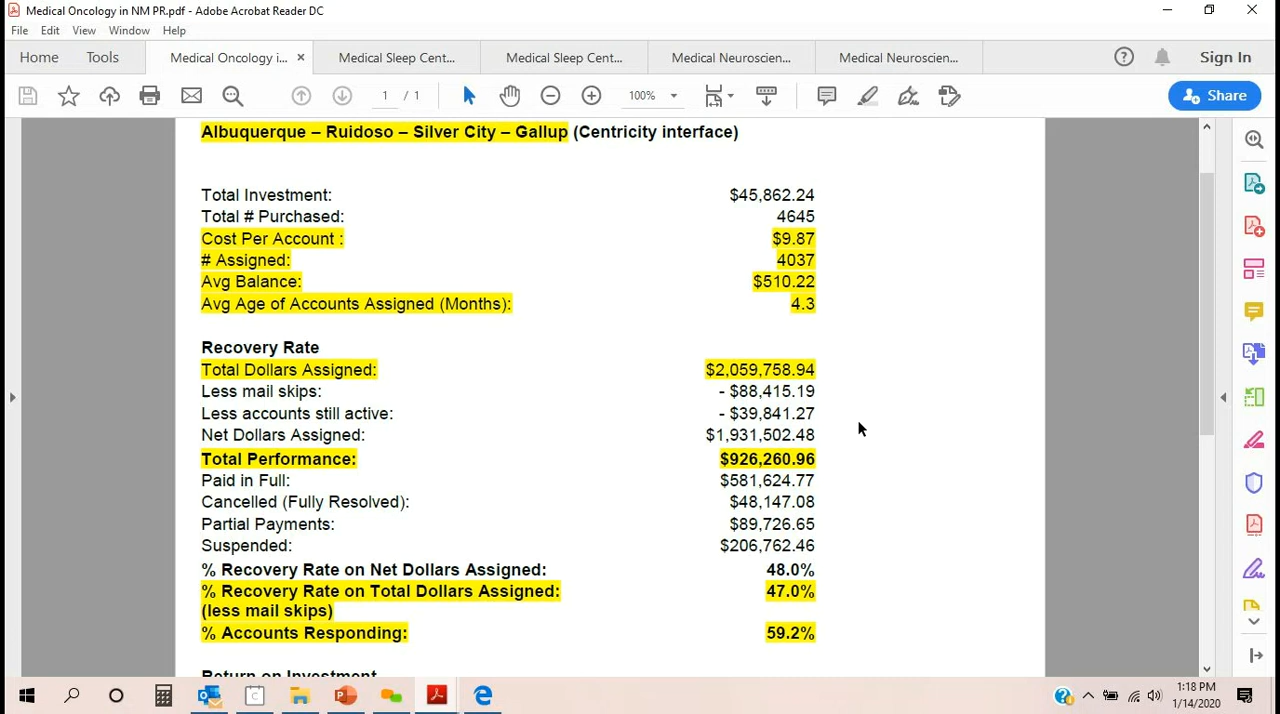 Medical Oncology in NM PR.pdf - Adobe Acrobat Reader DC
File Edit View Window Help
Home Tools Medical Oncology i... × Medical Sleep Cent... Medical Sleep Cent... Medical Neuroscien... Medical Neuroscien... Sign In
1 / 1 100% Share
Albuquerque – Ruidoso – Silver City – Gallup (Centricity interface)
Total Investment: $45,862.24
Total # Purchased: 4645
Cost Per Account : $9.87
# Assigned: 4037
Avg Balance: $510.22
Avg Age of Accounts Assigned (Months): 4.3
Recovery Rate
Total Dollars Assigned: $2,059,758.94
Less mail skips: - $88,415.19
Less accounts still active: - $39,841.27
Net Dollars Assigned: $1,931,502.48
Total Performance: $926,260.96
Paid in Full: $581,624.77
Cancelled (Fully Resolved): $48,147.08
Partial Payments: $89,726.65
Suspended: $206,762.46
% Recovery Rate on Net Dollars Assigned: 48.0%
% Recovery Rate on Total Dollars Assigned: 47.0%
(less mail skips)
% Accounts Responding: 59.2%
Return on Investment
1:18 PM
1/14/2020